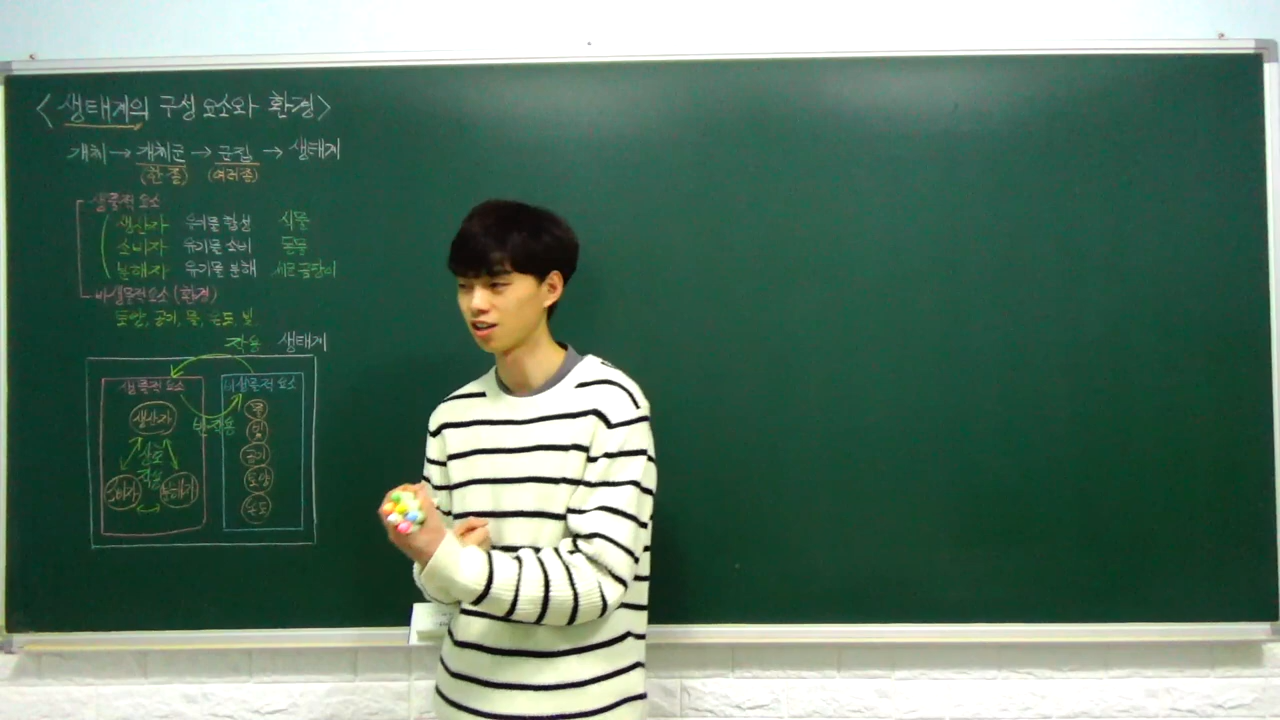 <생태계의 구성 요소와 환경>
개체 → 개체군 → 군집 → 생태계
(한 종) (여러종)
생물적 요소
생산자 유기물 합성 식물
소비자 유기물 소비 동물
분해자 유기물 분해 세균 곰팡이
비생물적 요소 (환경)
토양, 공기, 물, 온도, 빛
작용 생태계
생물적 요소 비생물적 요소
생산자
반작용
상호
작용
소비자 분해자
물
빛
공기
토양
온도